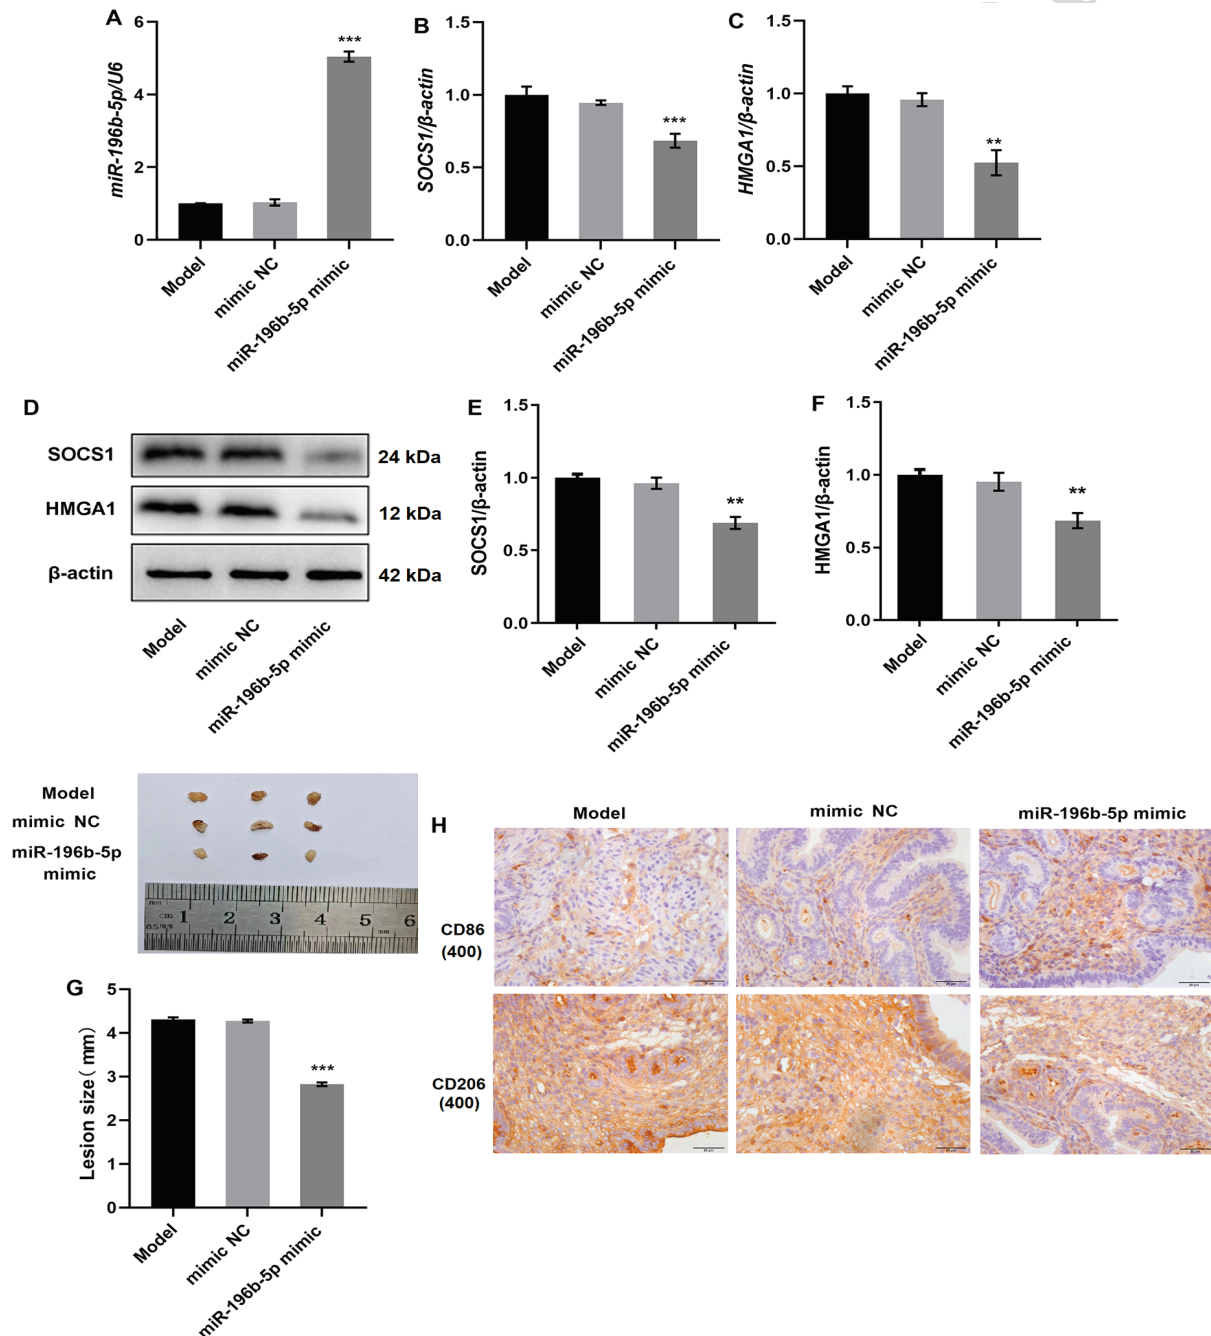 A
miR-196b-5p/U6
6
4
2
0
***
Model
mimic NC
miR-196b-5p mimic
B
SOCS1/β-actin
1.5
1.0
0.5
0.0
***
Model
mimic NC
miR-196b-5p mimic
C
HMGA1/β-actin
1.5
1.0
0.5
0.0
**
Model
mimic NC
miR-196b-5p mimic
D
SOCS1
24 kDa
HMGA1
12 kDa
β-actin
42 kDa
Model
mimic NC
miR-196b-5p mimic
E
SOCS1/β-actin
1.5
1.0
0.5
0.0
**
Model
mimic NC
miR-196b-5p mimic
F
HMGA1/β-actin
1.5
1.0
0.5
0.0
**
Model
mimic NC
miR-196b-5p mimic
Model
mimic NC
miR-196b-5p
mimic
mm
1 2 3 4 5 6
cm
mm
0.5mm
G
Lesion size( mm)
5
4
3
2
1
0
***
Model
mimic NC
miR-196b-5p mimic
H
Model
mimic NC
miR-196b-5p mimic
CD86
(400)
CD206
(400)